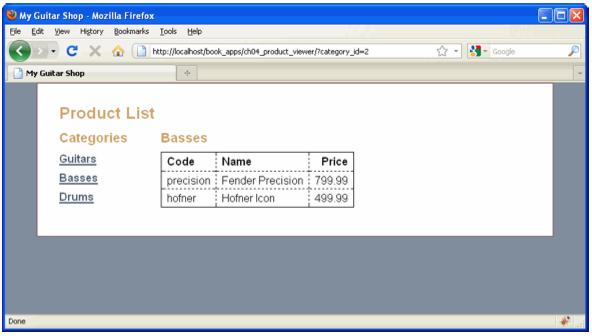 My Guitar Shop - Mozilla Firefox
File Edit View History Bookmarks Tools Help
http://localhost/book_apps/ch04_product_viewer/?category_id=2
Google
My Guitar Shop
Product List
Categories Basses
Guitars
Basses
Drums
Code Name Price
precision Fender Precision 799.99
hofner Hofner Icon 499.99
Done